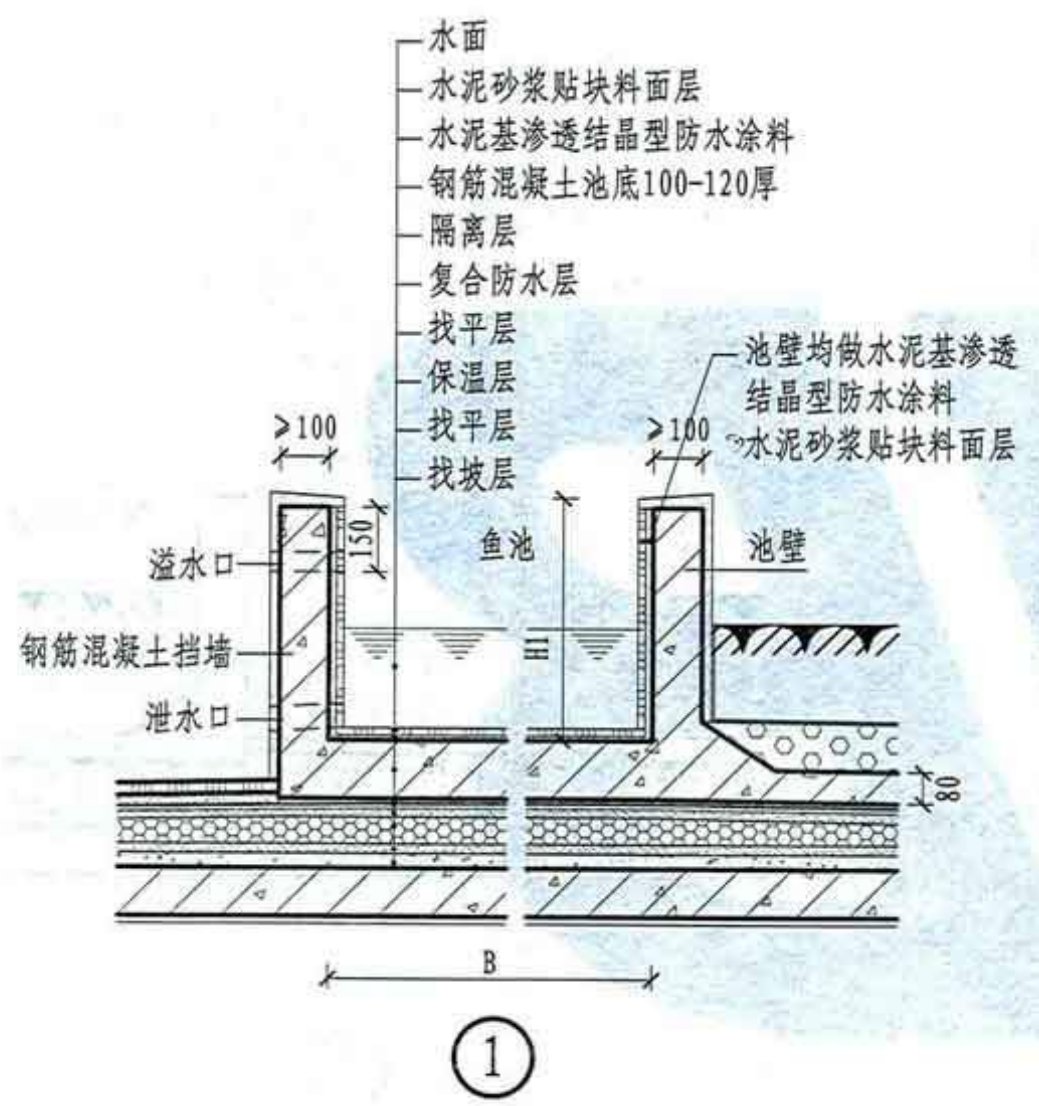 水面
水泥砂浆贴块料面层
水泥基渗透结晶型防水涂料
钢筋混凝土池底100-120厚
隔离层
复合防水层
找平层
保温层
找平层
找坡层
池壁均做水泥基渗透
结晶型防水涂料
水泥砂浆贴块料面层
≥100
≥100
150
鱼池
池壁
溢水口
钢筋混凝土挡墙
H1
泄水口
80
B
1